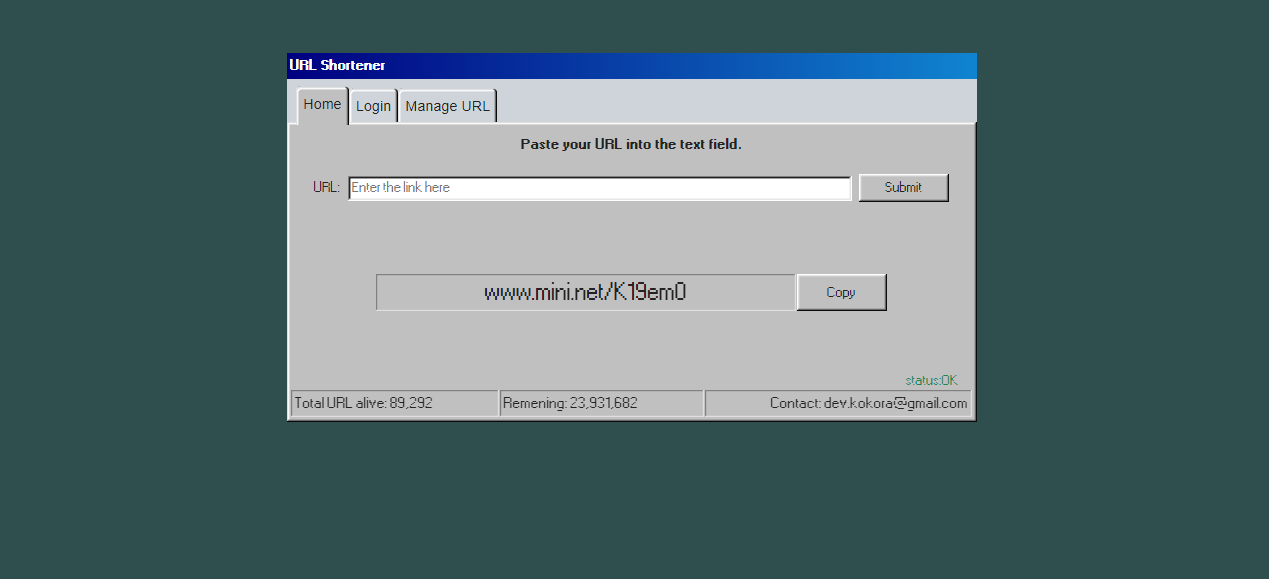 URL Shortener
Home Login Manage URL
Paste your URL into the text field.
URL: Enter the link here Submit
www.mini.net/K19em0 Copy
status:OK
Total URL alive: 89,292 Remening: 23,931,682 Contact: dev.kokora@gmail.com